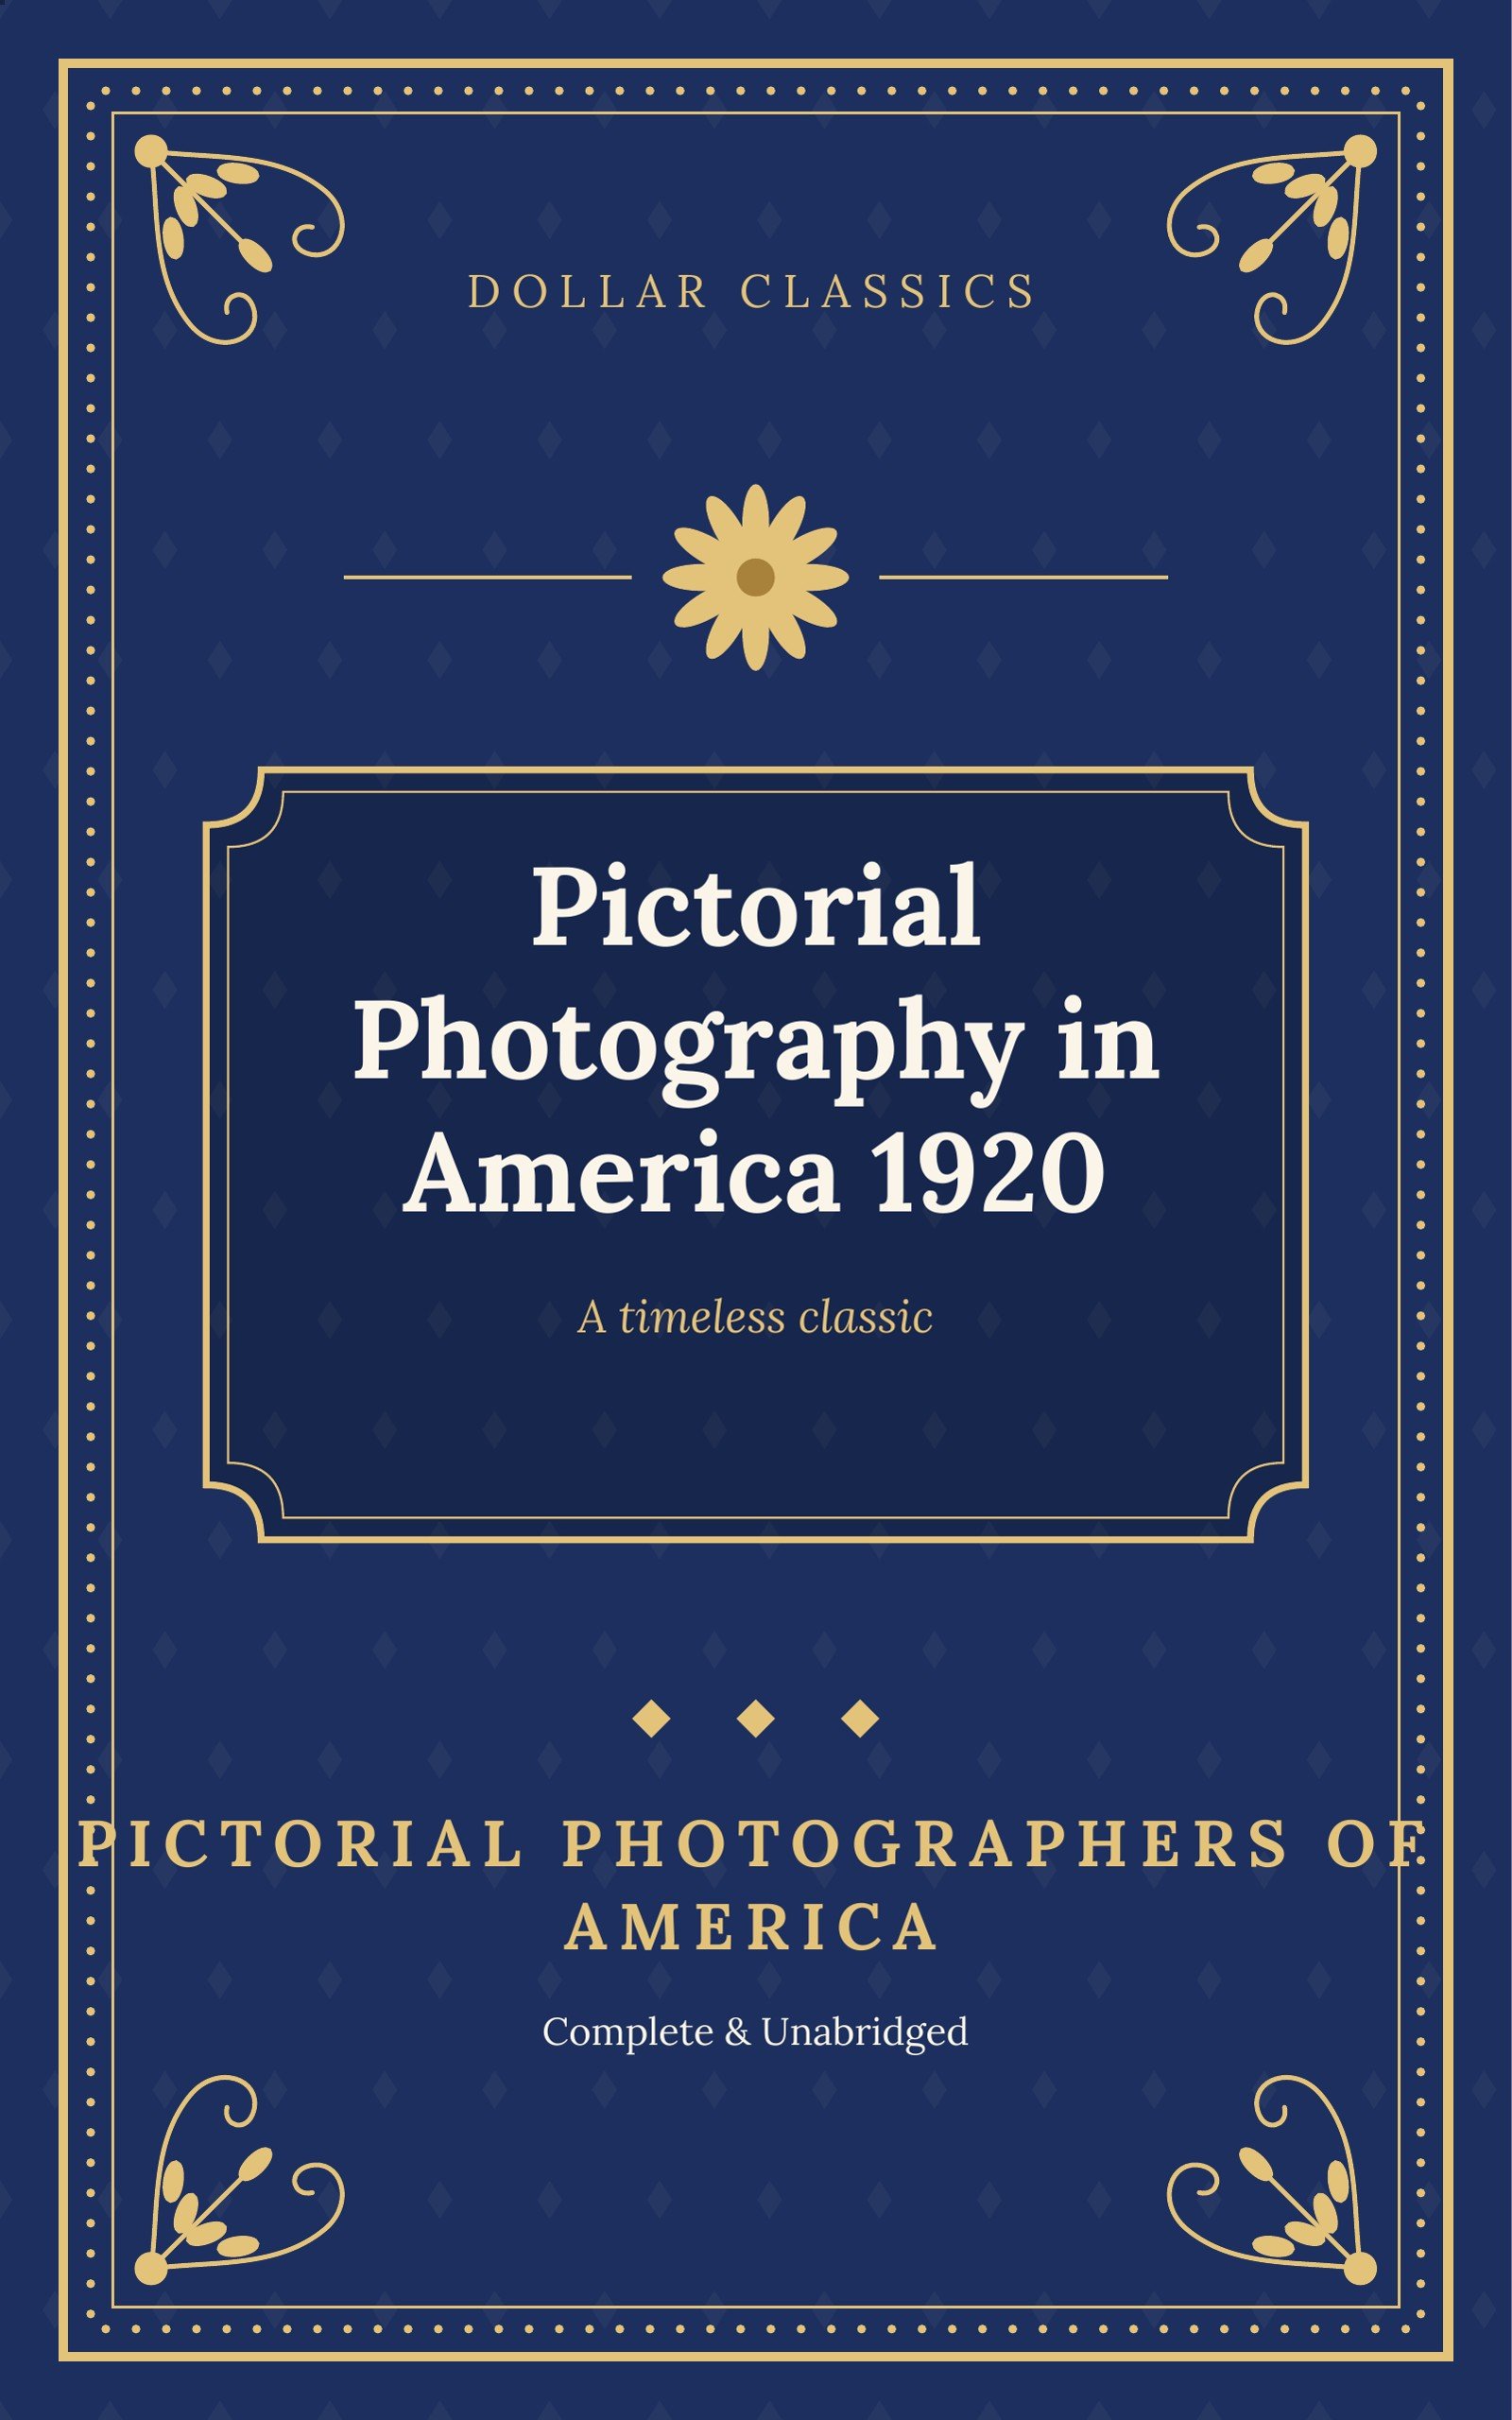 DOLLAR CLASSICS
Pictorial
Photography in
America 1920
A timeless classic
PICTORIAL PHOTOGRAPHERS OF
AMERICA
Complete & Unabridged